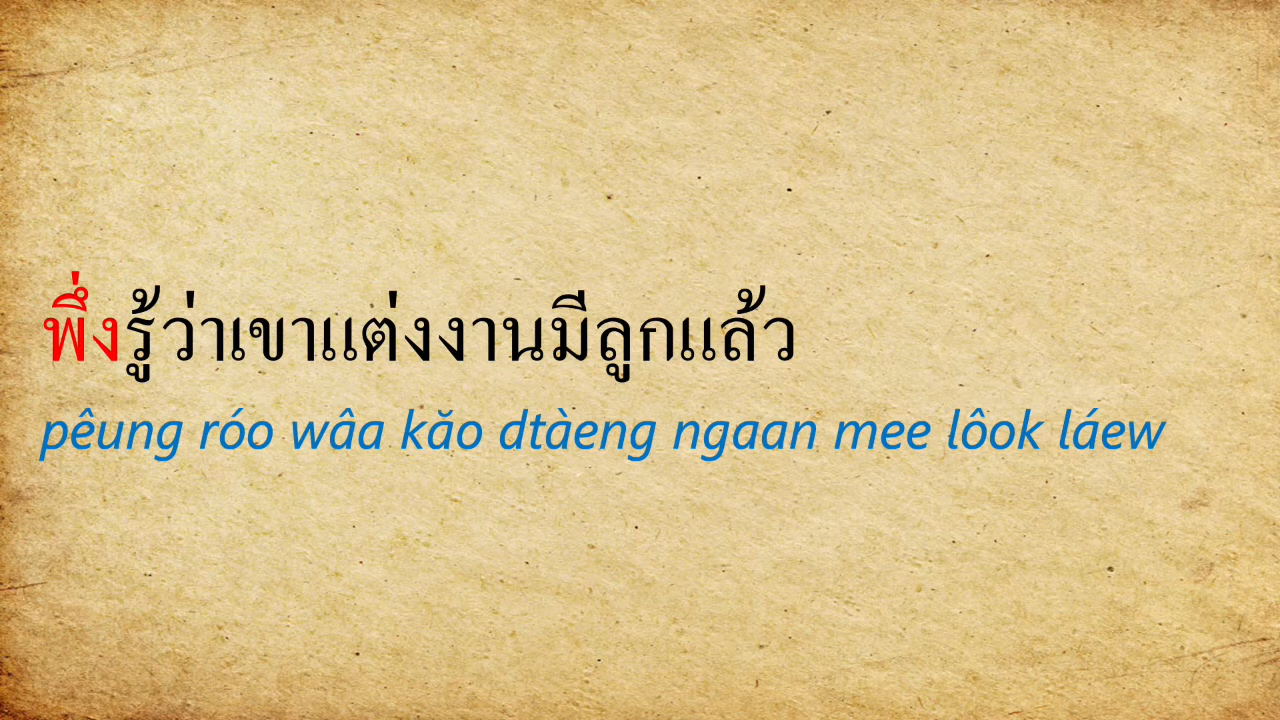 พึ่งรู้ว่าเขาแต่งงานมีลูกแล้ว
pêung róo wâa kăo dtàeng ngaan mee lôok láew